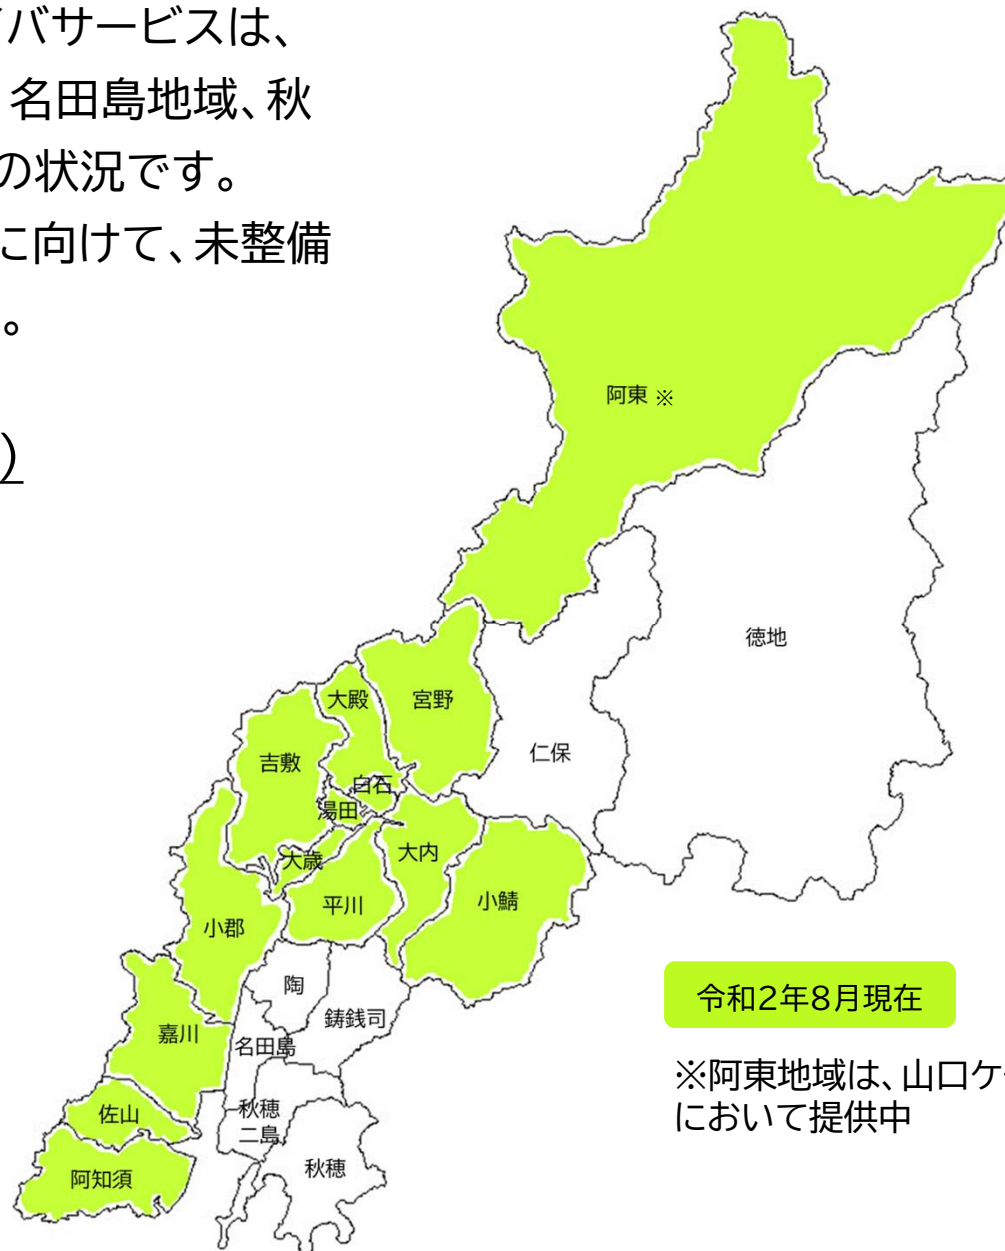 イバサービスは、
名田島地域、秋
の状況です。
に向けて、未整備
。
)
阿東 ※
徳地
大殿
宮野
仁保
吉敷
白石
湯田
大歳
大内
平川
小鯖
小郡
陶
鋳銭司
嘉川
名田島
佐山
秋穂
二島
秋穂
阿知須
令和2年8月現在
※阿東地域は、山口ケ
において提供中